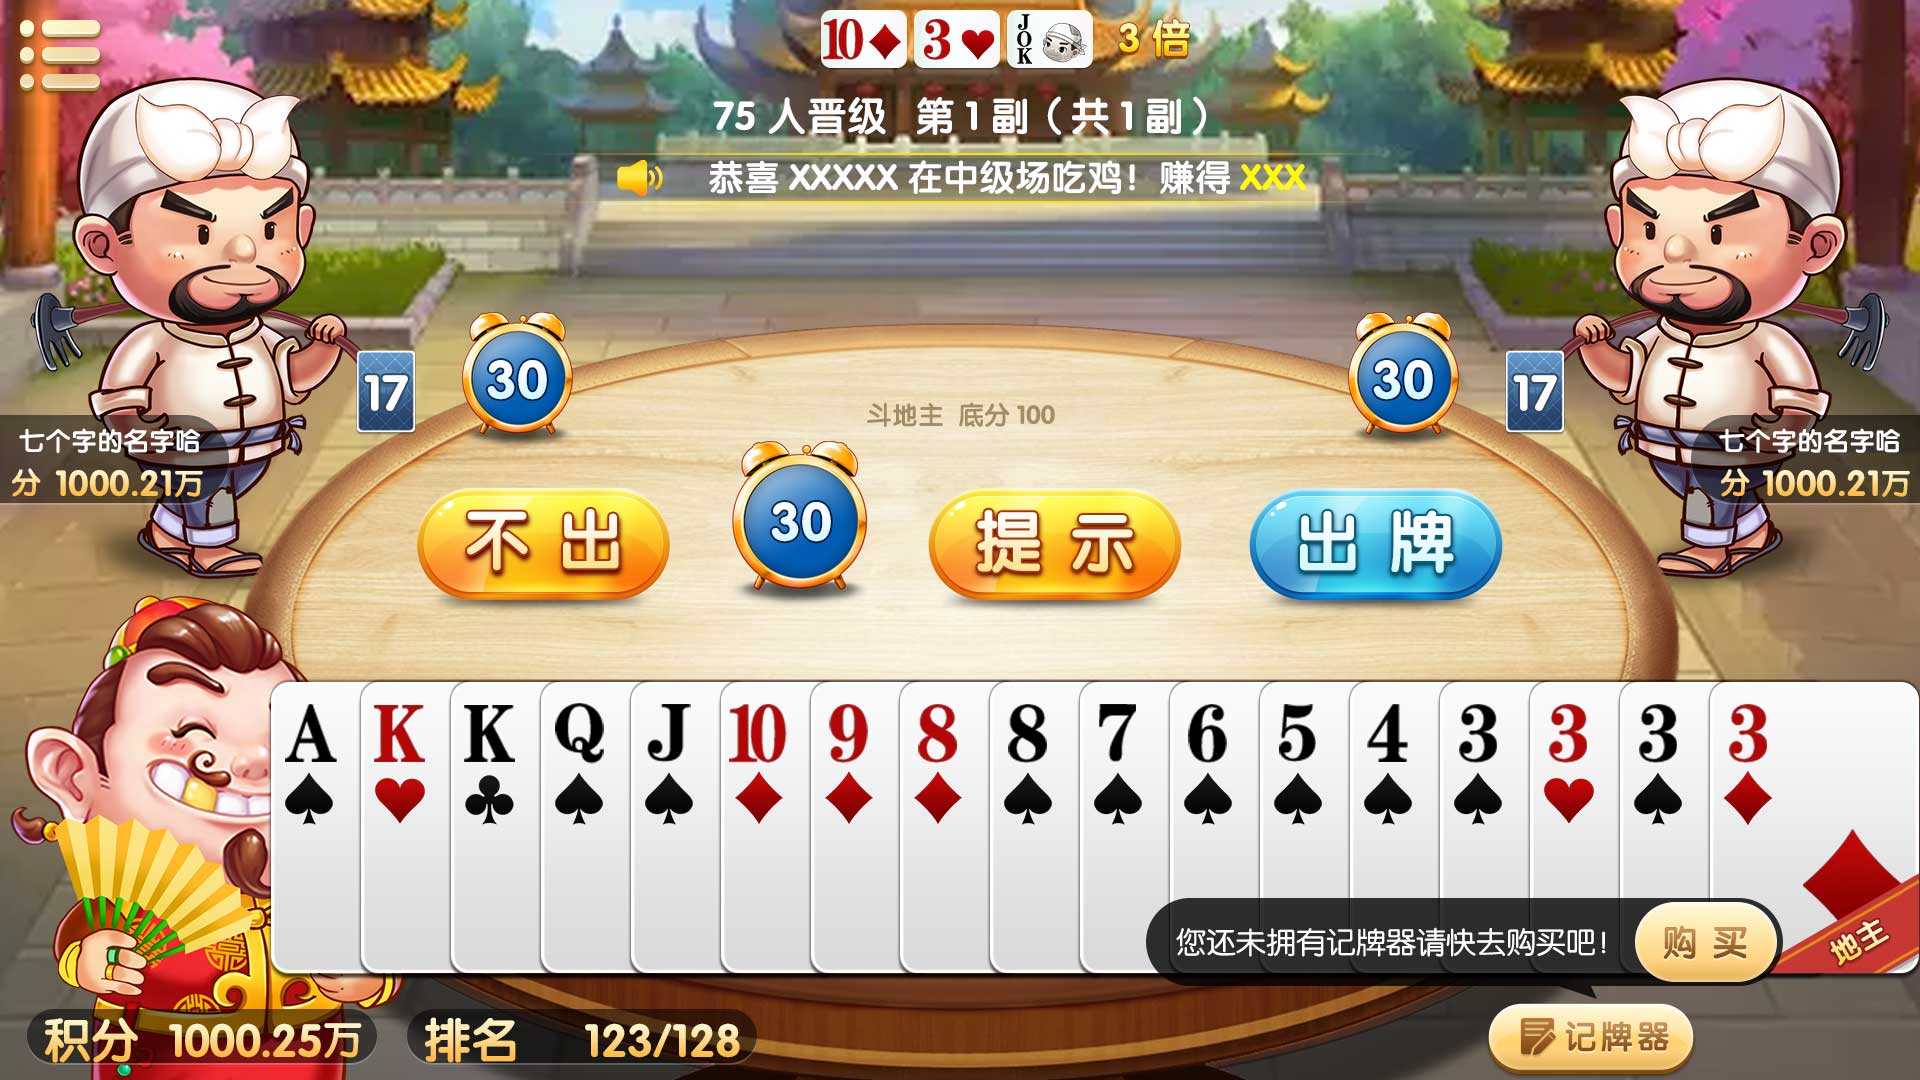 10 3 JOK 3 倍
75 人晋级 第1副（共1副）
恭喜 XXXXX 在中级场吃鸡！赚得 XXX
17 30 30 17
斗地主 底分 100
七个字的名字哈 七个字的名字哈
分 1000.21万 分 1000.21万
不出 30 提示 出牌
A K K Q J 10 9 8 8 7 6 5 4 3 3 3 3
您还未拥有记牌器请快去购买吧！ 购买 地主
积分 1000.25万 排名 123/128 记牌器